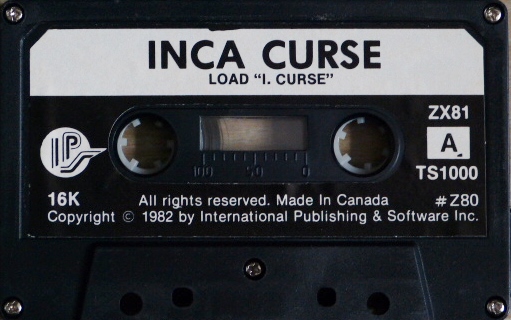 INCA CURSE
LOAD "I. CURSE"
ZX81
IPS
A
TS1000
100 50 0
16K
All rights reserved. Made In Canada
#Z80
Copyright © 1982 by International Publishing & Software Inc.